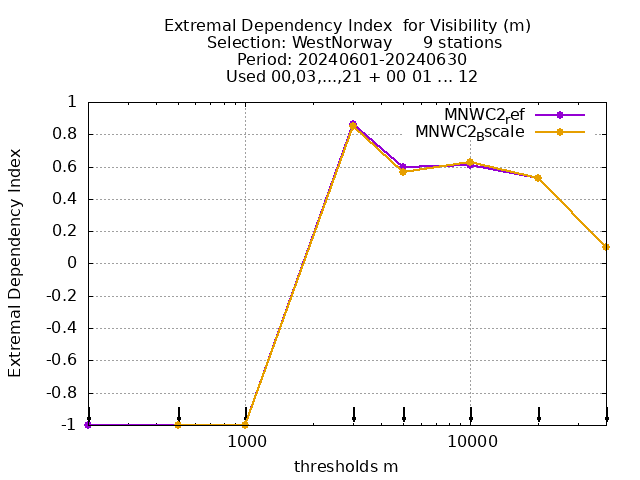 Extremal Dependency Index  for Visibility (m)
Selection: WestNorway      9 stations
Period: 20240601-20240630
Used 00,03,...,21 + 00 01 ... 12
MNWC2ref
MNWC2Bscale
1
0.8
0.6
0.4
0.2
0
-0.2
-0.4
-0.6
-0.8
-1
Extremal Dependency Index
1000 10000
thresholds m